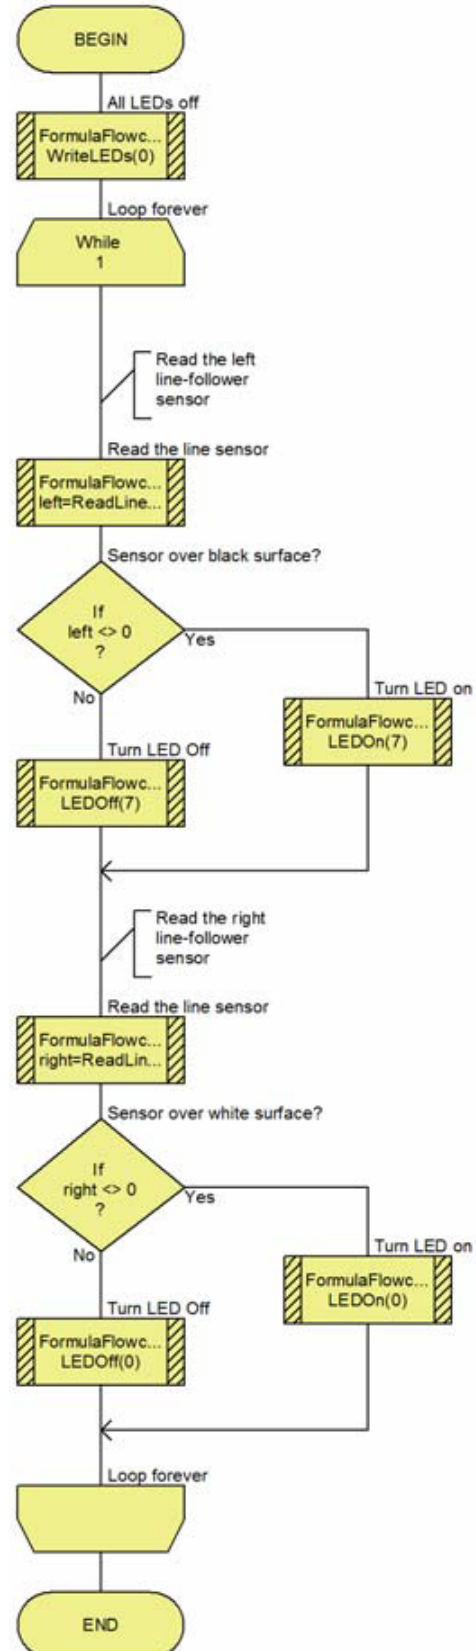 BEGIN
All LEDs off
FormulaFlowc...
WriteLEDs(0)
Loop forever
While
1
Read the left
line-follower
sensor
Read the line sensor
FormulaFlowc...
left=ReadLine...
Sensor over black surface?
If
left <> 0
?
Yes
No
Turn LED on
FormulaFlowc...
LEDOn(7)
Turn LED Off
FormulaFlowc...
LEDOff(7)
Read the right
line-follower
sensor
Read the line sensor
FormulaFlowc...
right=ReadLin...
Sensor over white surface?
If
right <> 0
?
Yes
No
Turn LED on
FormulaFlowc...
LEDOn(0)
Turn LED Off
FormulaFlowc...
LEDOff(0)
Loop forever
END